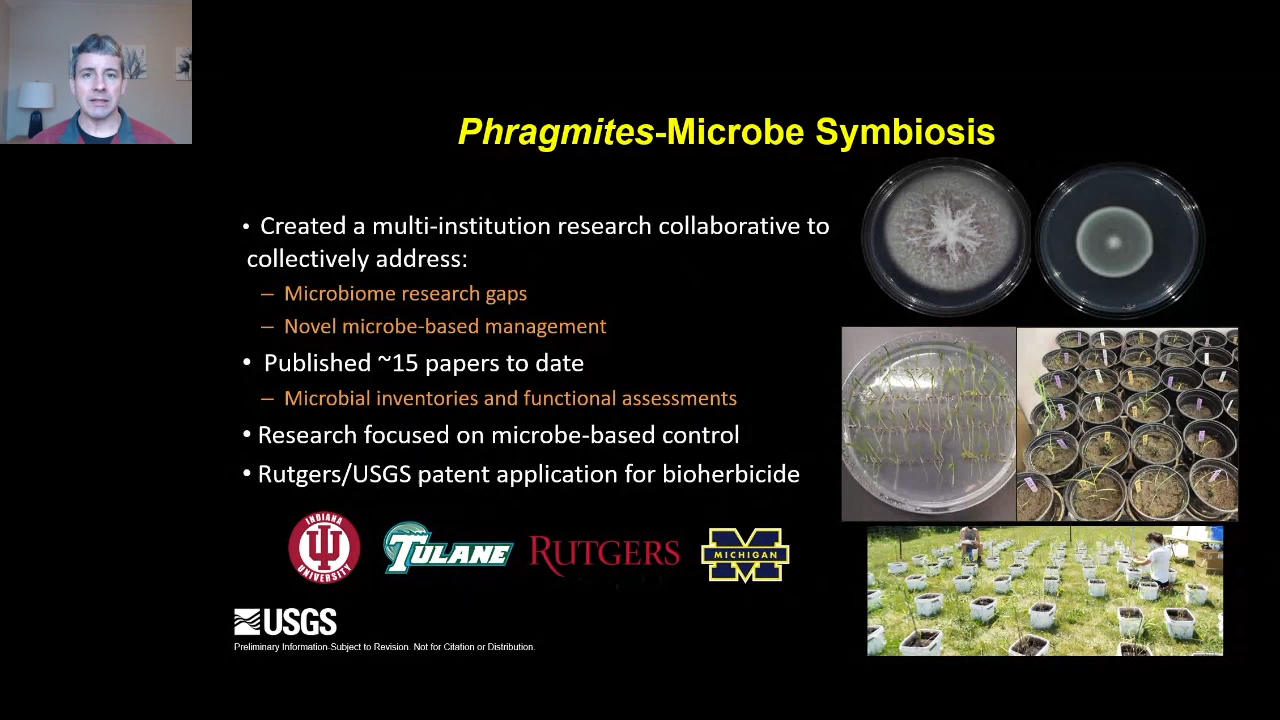 Phragmites-Microbe Symbiosis
• Created a multi-institution research collaborative to
collectively address:
– Microbiome research gaps
– Novel microbe-based management
• Published ~15 papers to date
– Microbial inventories and functional assessments
• Research focused on microbe-based control
• Rutgers/USGS patent application for bioherbicide
INDIANA
UNIVERSITY
TULANE
RUTGERS
MICHIGAN
USGS
Preliminary Information-Subject to Revision. Not for Citation or Distribution.